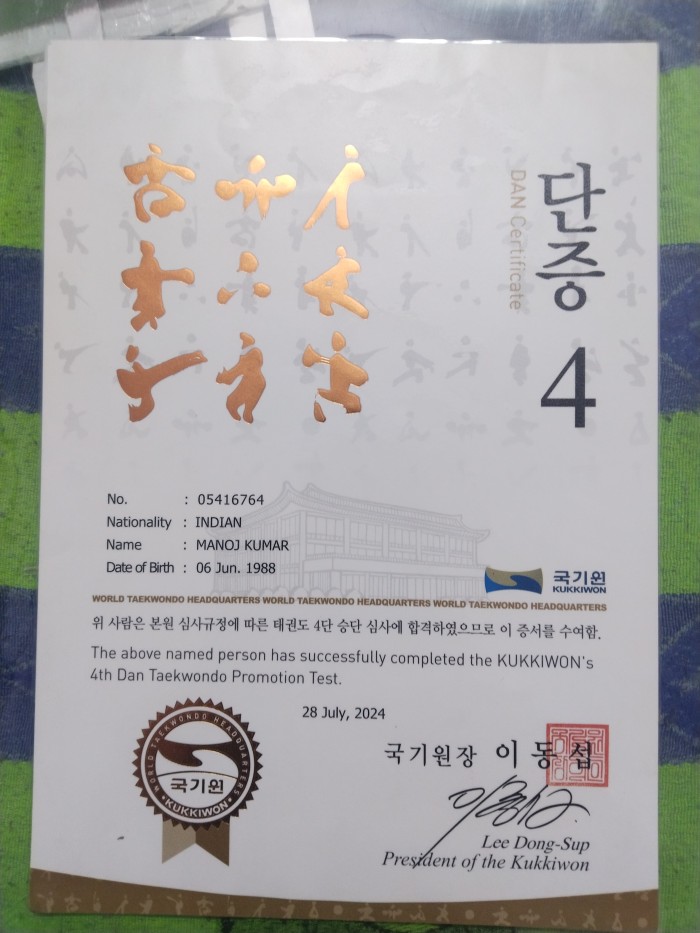 단증
DAN Certificate
4
No. : 05416764
Nationality : INDIAN
Name : MANOJ KUMAR
Date of Birth : 06 Jun. 1988
국기원
KUKKIWON
WORLD TAEKWONDO HEADQUARTERS WORLD TAEKWONDO HEADQUARTERS WORLD TAEKWONDO HEADQUARTERS
위 사람은 본원 심사규정에 따른 태권도 4단 승단 심사에 합격하였으므로 이 증서를 수여함.
The above named person has successfully completed the KUKKIWON's
4th Dan Taekwondo Promotion Test.
28 July, 2024
WORLD TAEKWONDO HEADQUARTERS
국기원
KUKKIWON
국기원장 이동섭
Lee Dong-Sup
President of the Kukkiwon